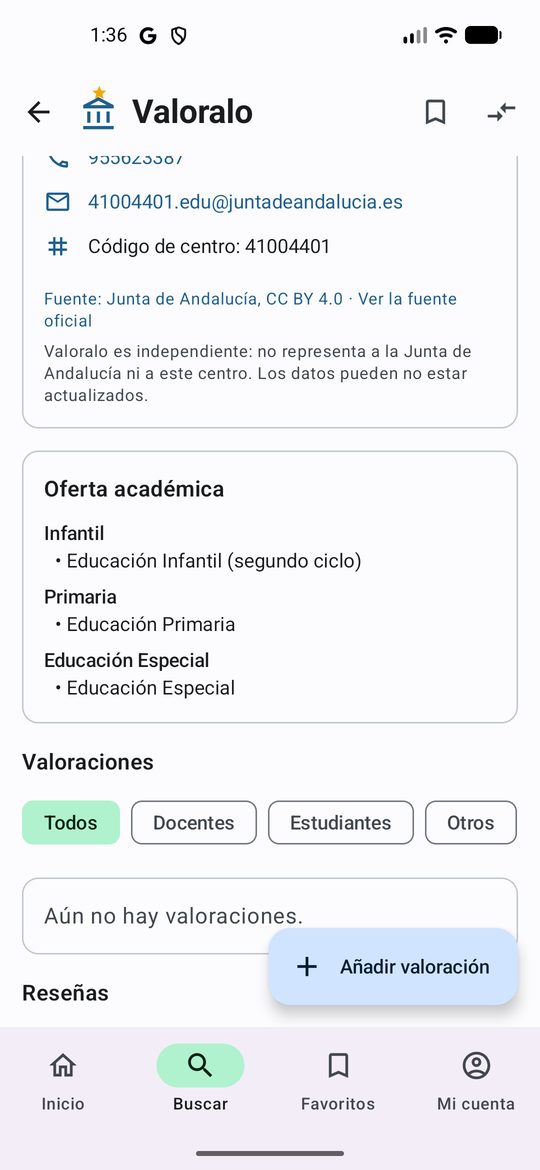 1:36
Valoralo
955623387
41004401.edu@juntadeandalucia.es
Código de centro: 41004401
Fuente: Junta de Andalucía, CC BY 4.0 · Ver la fuente
oficial
Valoralo es independiente: no representa a la Junta de
Andalucía ni a este centro. Los datos pueden no estar
actualizados.
Oferta académica
Infantil
• Educación Infantil (segundo ciclo)
Primaria
• Educación Primaria
Educación Especial
• Educación Especial
Valoraciones
Todos Docentes Estudiantes Otros
Aún no hay valoraciones.
Añadir valoración
Reseñas
Inicio Buscar Favoritos Mi cuenta